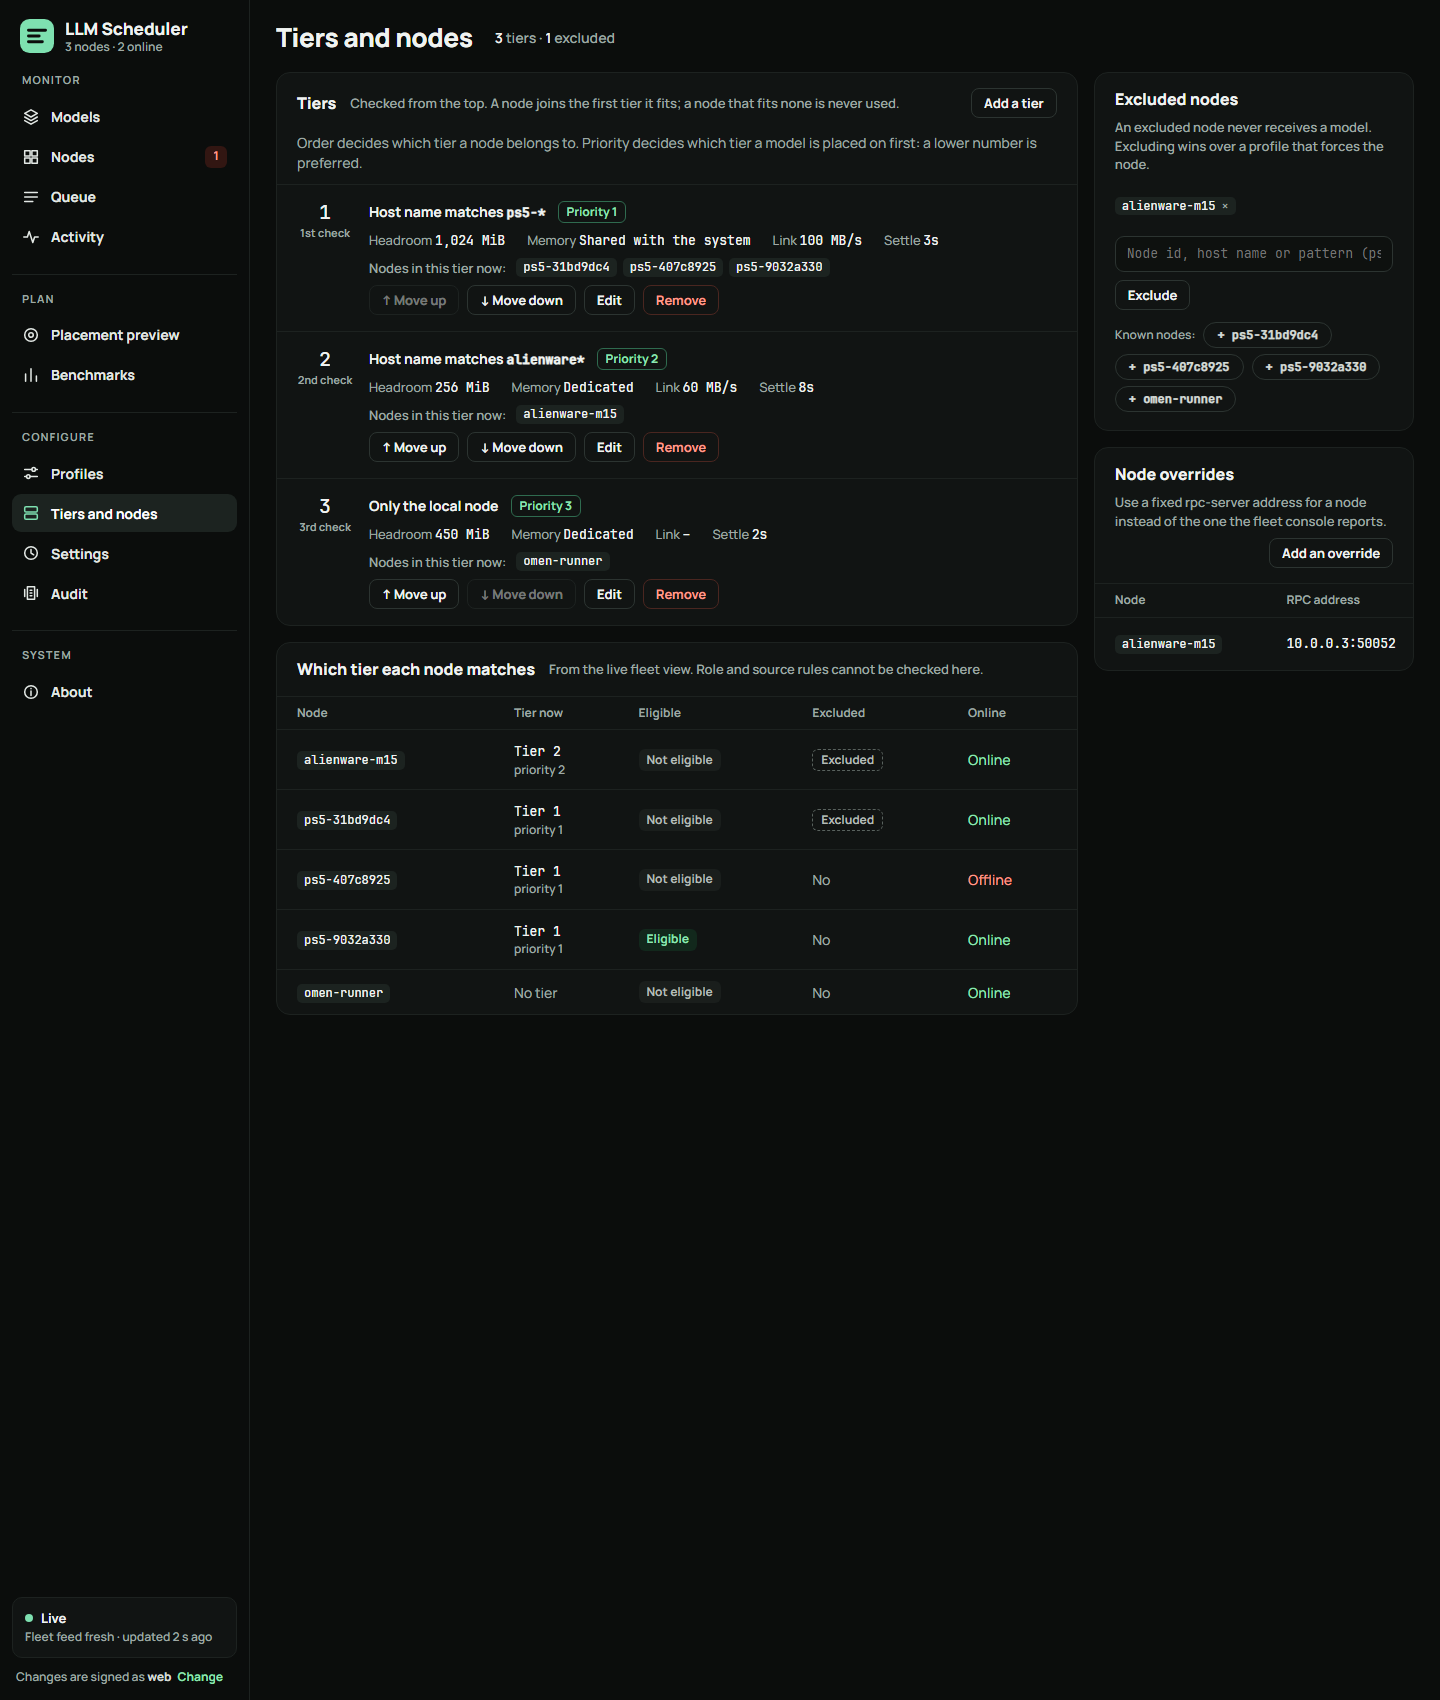 LLM Scheduler
3 nodes · 2 online
MONITOR
Models
Nodes 1
Queue
Activity
PLAN
Placement preview
Benchmarks
CONFIGURE
Profiles
Tiers and nodes
Settings
Audit
SYSTEM
About
Live
Fleet feed fresh · updated 2 s ago
Changes are signed as web Change
Tiers and nodes 3 tiers · 1 excluded
Tiers Checked from the top. A node joins the first tier it fits; a node that fits none is never used. Add a tier
Order decides which tier a node belongs to. Priority decides which tier a model is placed on first: a lower number is
preferred.
1 Host name matches ps5-* Priority 1
1st check
Headroom 1,024 MiB Memory Shared with the system Link 100 MB/s Settle 3s
Nodes in this tier now: ps5-31bd9dc4 ps5-407c8925 ps5-9032a330
↑ Move up ↓ Move down Edit Remove
2 Host name matches alienware* Priority 2
2nd check
Headroom 256 MiB Memory Dedicated Link 60 MB/s Settle 8s
Nodes in this tier now: alienware-m15
↑ Move up ↓ Move down Edit Remove
3 Only the local node Priority 3
3rd check
Headroom 450 MiB Memory Dedicated Link – Settle 2s
Nodes in this tier now: omen-runner
↑ Move up ↓ Move down Edit Remove
Which tier each node matches From the live fleet view. Role and source rules cannot be checked here.
Node Tier now Eligible Excluded Online
alienware-m15 Tier 2 Not eligible Excluded Online
priority 2
ps5-31bd9dc4 Tier 1 Not eligible Excluded Online
priority 1
ps5-407c8925 Tier 1 Not eligible No Offline
priority 1
ps5-9032a330 Tier 1 Eligible No Online
priority 1
omen-runner No tier Not eligible No Online
Excluded nodes
An excluded node never receives a model.
Excluding wins over a profile that forces the
node.
alienware-m15 ×
Node id, host name or pattern (ps
Exclude
Known nodes: + ps5-31bd9dc4
+ ps5-407c8925 + ps5-9032a330
+ omen-runner
Node overrides
Use a fixed rpc-server address for a node
instead of the one the fleet console reports.
Add an override
Node RPC address
alienware-m15 10.0.0.3:50052